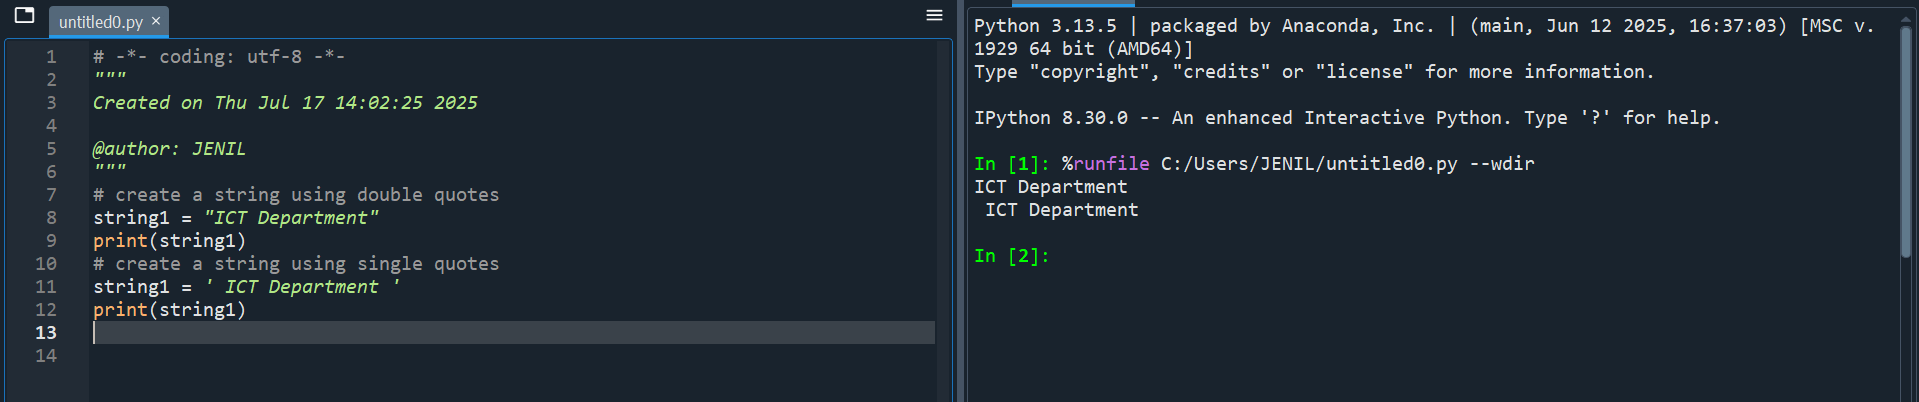 untitled0.py ×
1 # -*- coding: utf-8 -*-
2 """
3 Created on Thu Jul 17 14:02:25 2025
4
5 @author: JENIL
6 """
7 # create a string using double quotes
8 string1 = "ICT Department"
9 print(string1)
10 # create a string using single quotes
11 string1 = ' ICT Department '
12 print(string1)
13
14
Python 3.13.5 | packaged by Anaconda, Inc. | (main, Jun 12 2025, 16:37:03) [MSC v.
1929 64 bit (AMD64)]
Type "copyright", "credits" or "license" for more information.
IPython 8.30.0 -- An enhanced Interactive Python. Type '?' for help.
In [1]: %runfile C:/Users/JENIL/untitled0.py --wdir
ICT Department
 ICT Department
In [2]: